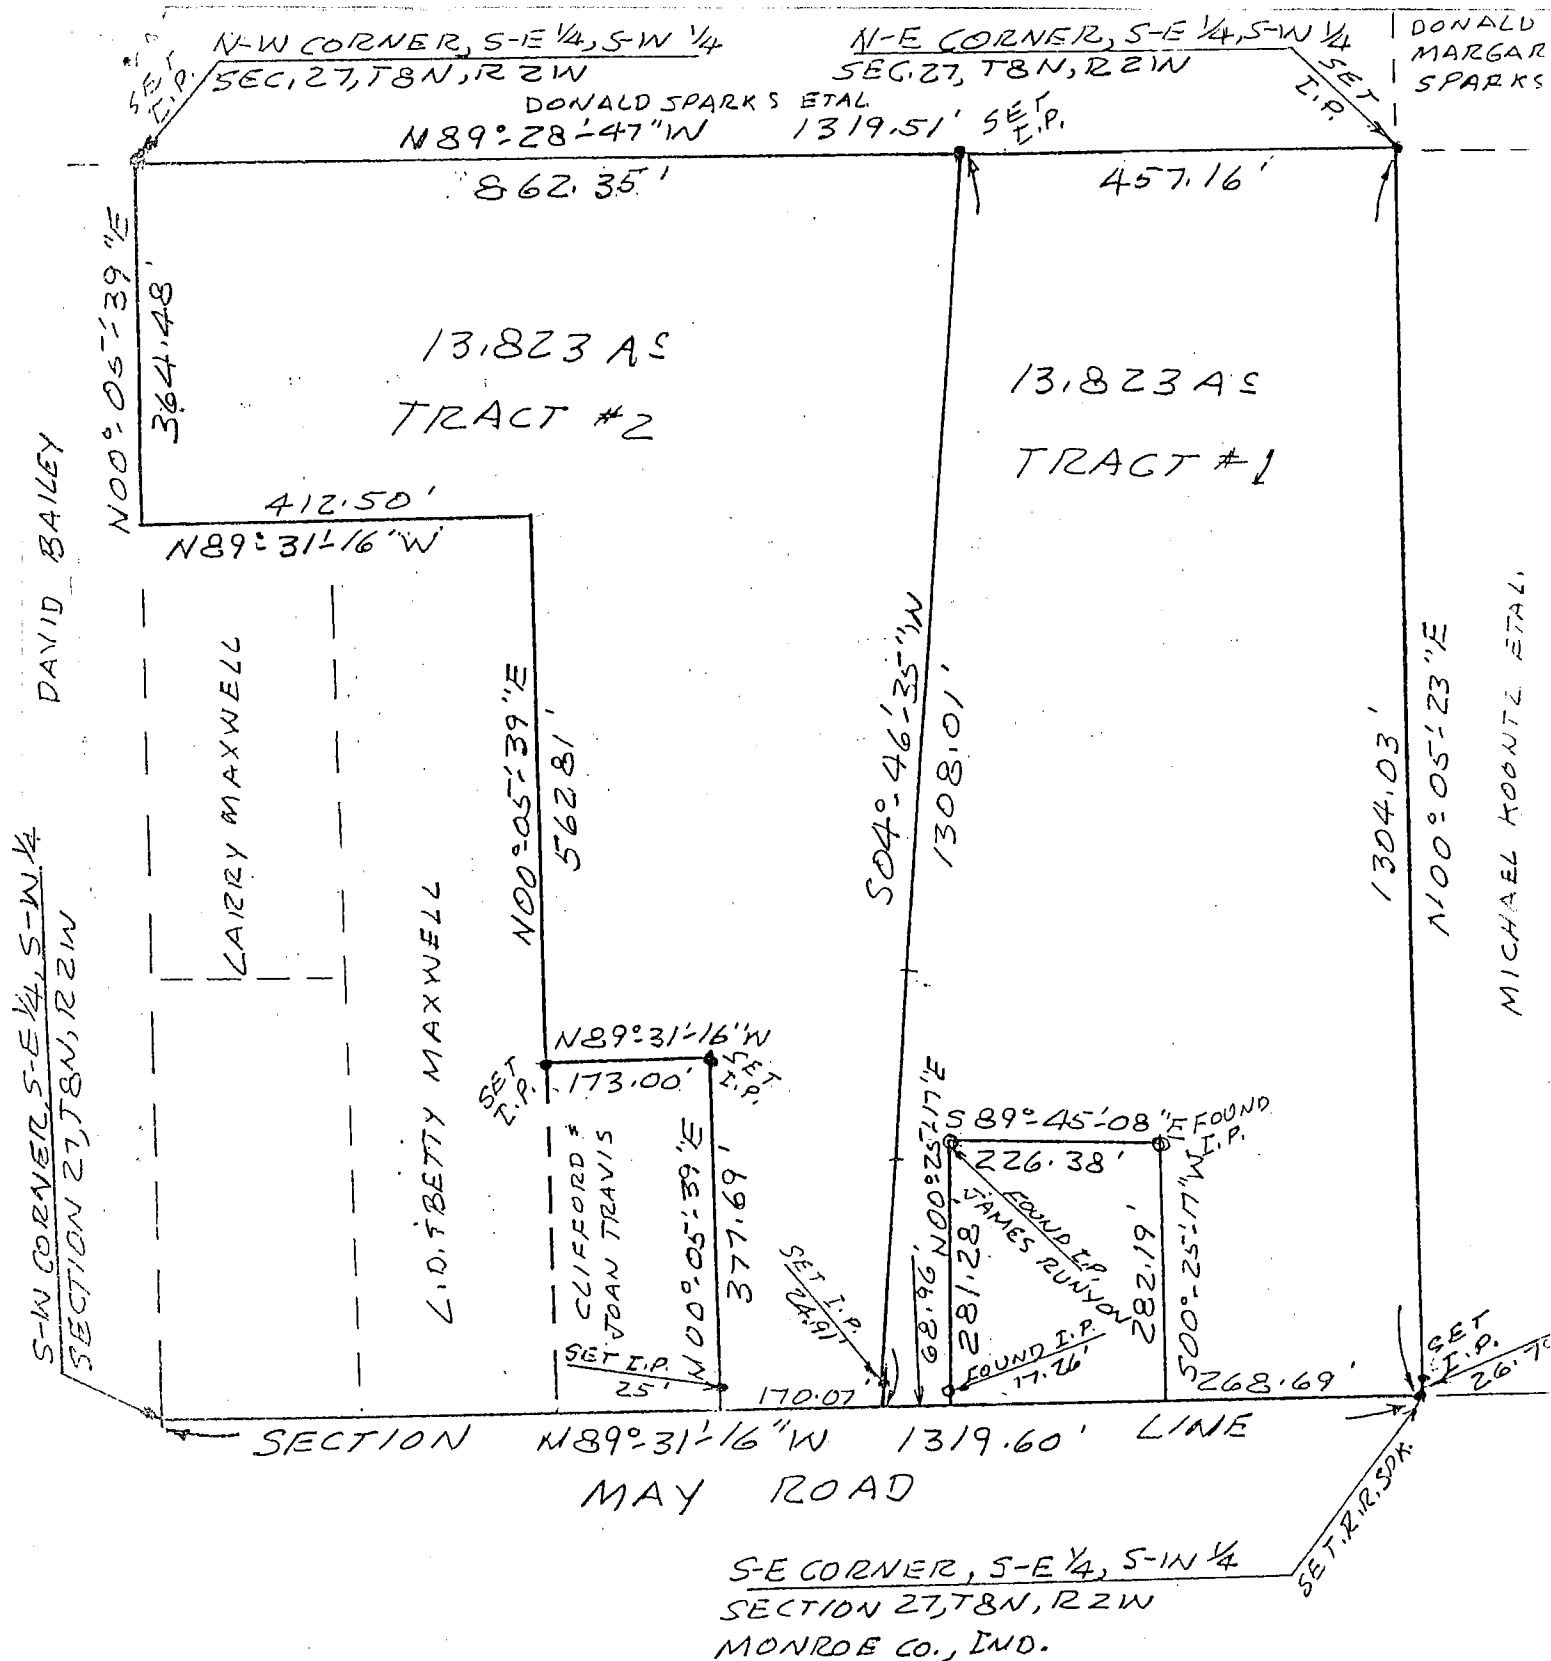 N-W CORNER, S-E 1/4, S-W 1/4
SEC. 27, T8N, R2W
SET I.P.
N-E CORNER, S-E 1/4, S-W 1/4
SEC. 27, T8N, R2W
SET I.P.
DONALD
MARGAR
SPARKS
DONALD SPARKS ETAL
N89°-28'-47"W 1319.51'
SET I.P.
862.35'
457.16'
N00°-05'-39"E
364.48'
13.823 AS
TRACT #2
13.823 AS
TRACT #1
412.50'
N89°-31'-16"W
DAVID BAILEY
LARRY MAXWELL
L.D. & BETTY MAXWELL
N00°-05'-39"E
562.81'
S04°-46'-35"W
1308.01'
1304.03'
N00°-05'-23"E
MICHAEL KOONTZ ETAL.
S-W CORNER, S-E 1/4, S-W 1/4
SECTION 27, T8N, R2W
N89°-31'-16"W
173.00'
SET I.P.
SET I.P.
CLIFFORD &
JOAN TRAVIS
N00°-05'-39"E
377.69'
SET I.P.
25'
170.07'
SET I.P.
24.91'
68.96'
N00°-25'-17"E
281.28'
S89°-45'-08"E
226.38'
FOUND I.P.
FOUND I.P.
JAMES RUNYON
282.19'
S00°-25'-17"W
FOUND I.P.
17.26'
268.69'
SET I.P.
26.7
SECTION N89°-31'-16"W 1319.60' LINE
MAY ROAD
SET R.R. SPK.
S-E CORNER, S-E 1/4, S-W 1/4
SECTION 27, T8N, R2W
MONROE CO., IND.